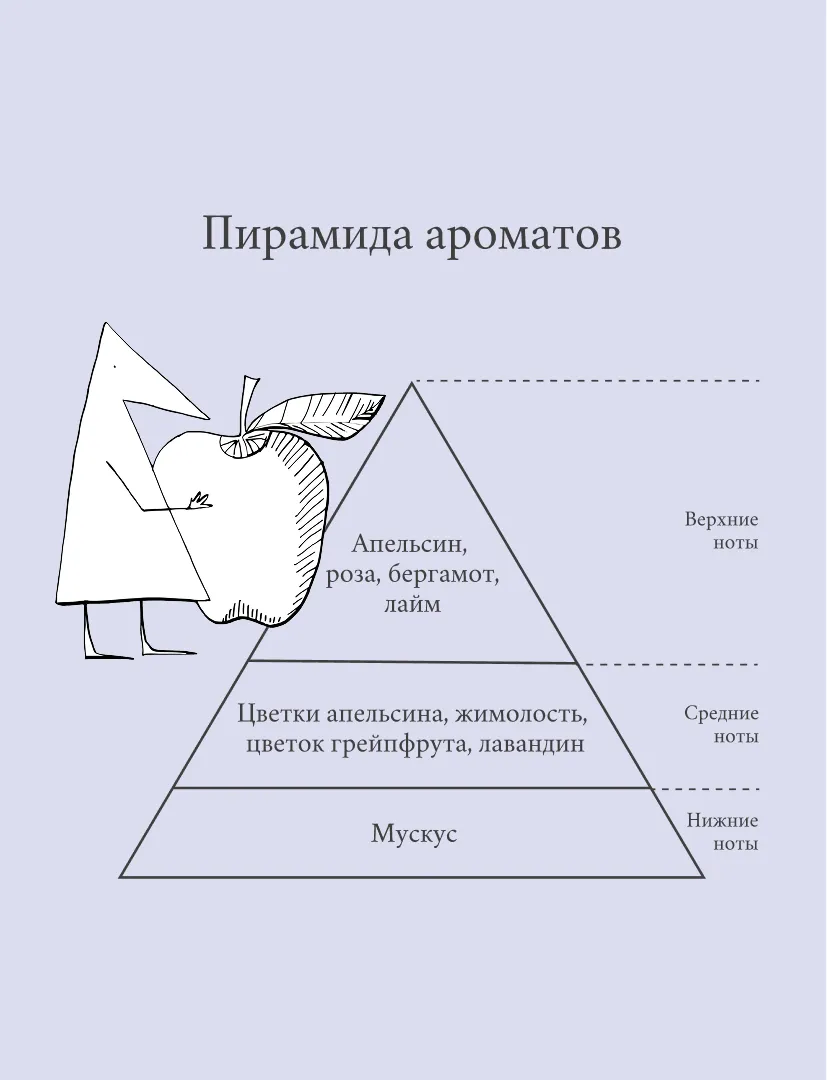 Пирамида ароматов
Апельсин,
роза, бергамот,
лайм
Верхние
ноты
Цветки апельсина, жимолость,
цветок грейпфрута, лавандин
Средние
ноты
Мускус
Нижние
ноты